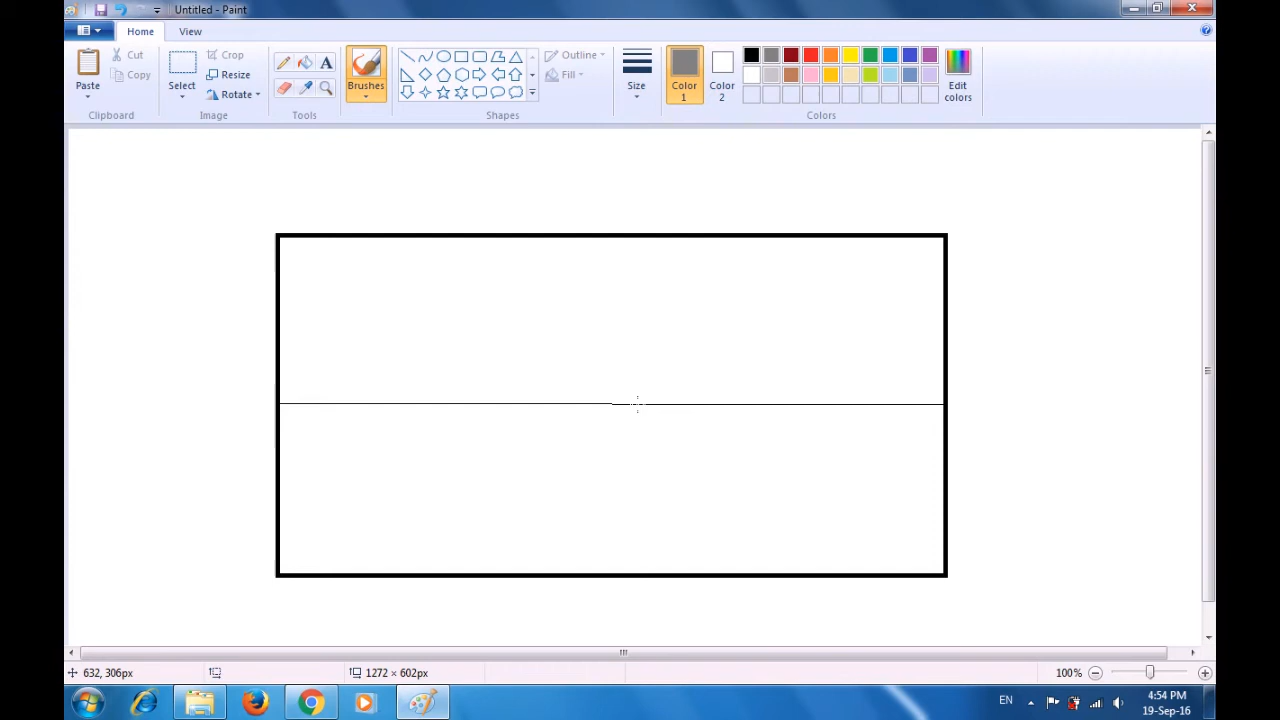 Untitled - Paint
Home View
Paste Cut Copy
Clipboard
Select Crop Resize Rotate
Image
A
Tools
Brushes
Outline Fill
Shapes
Size
Color 1 Color 2
Edit colors
Colors
632, 306px 1272 × 602px 100%
EN 4:54 PM
19-Sep-16